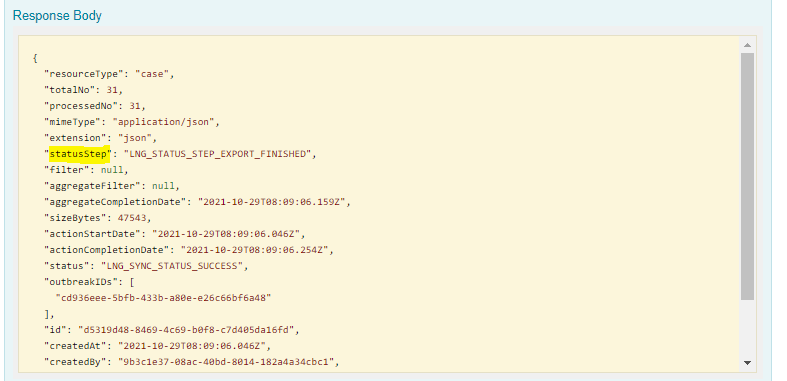 Response Body
{
"resourceType": "case",
"totalNo": 31,
"processedNo": 31,
"mimeType": "application/json",
"extension": "json",
"statusStep": "LNG_STATUS_STEP_EXPORT_FINISHED",
"filter": null,
"aggregateFilter": null,
"aggregateCompletionDate": "2021-10-29T08:09:06.159Z",
"sizeBytes": 47543,
"actionStartDate": "2021-10-29T08:09:06.046Z",
"actionCompletionDate": "2021-10-29T08:09:06.254Z",
"status": "LNG_SYNC_STATUS_SUCCESS",
"outbreakIDs": [
"cd936eee-5bfb-433b-a80e-e26c66bf6a48"
],
"id": "d5319d48-8469-4c69-b0f8-c7d405da16fd",
"createdAt": "2021-10-29T08:09:06.046Z",
"createdBy": "9b3c1e37-08ac-40bd-8014-182a4a34cbc1",